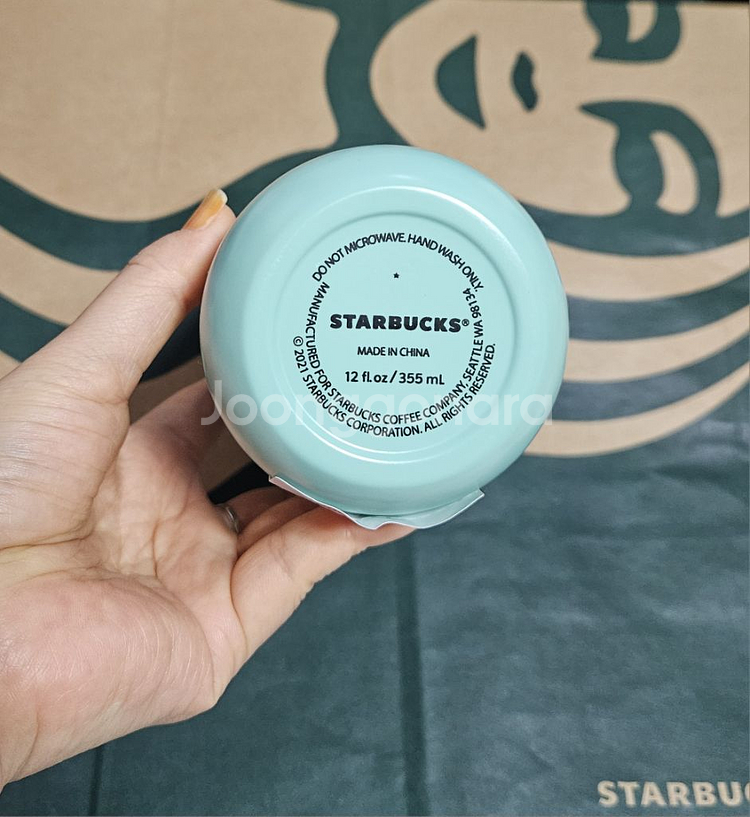 DO NOT MICROWAVE. HAND WASH ONLY.
MANUFACTURED FOR STARBUCKS COFFEE COMPANY. SEATTLE WA 98134
© 2021 STARBUCKS CORPORATION. ALL RIGHTS RESERVED.
STARBUCKS®
MADE IN CHINA
12 fl oz / 355 mL
Joongaonara
STARBUC